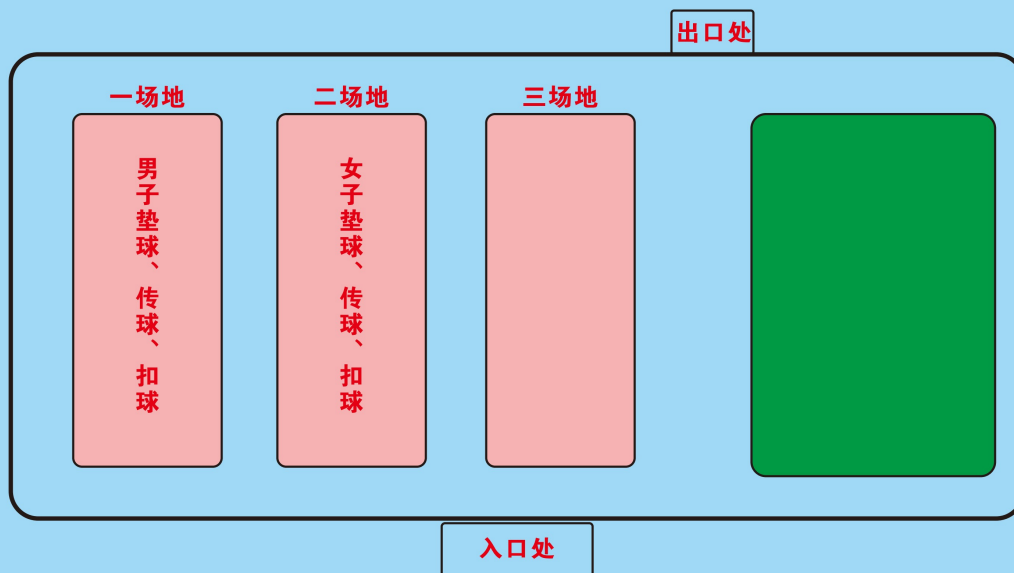 出口处
一场地
二场地
三场地
男子垫球、传球、扣球
女子垫球、传球、扣球
入口处